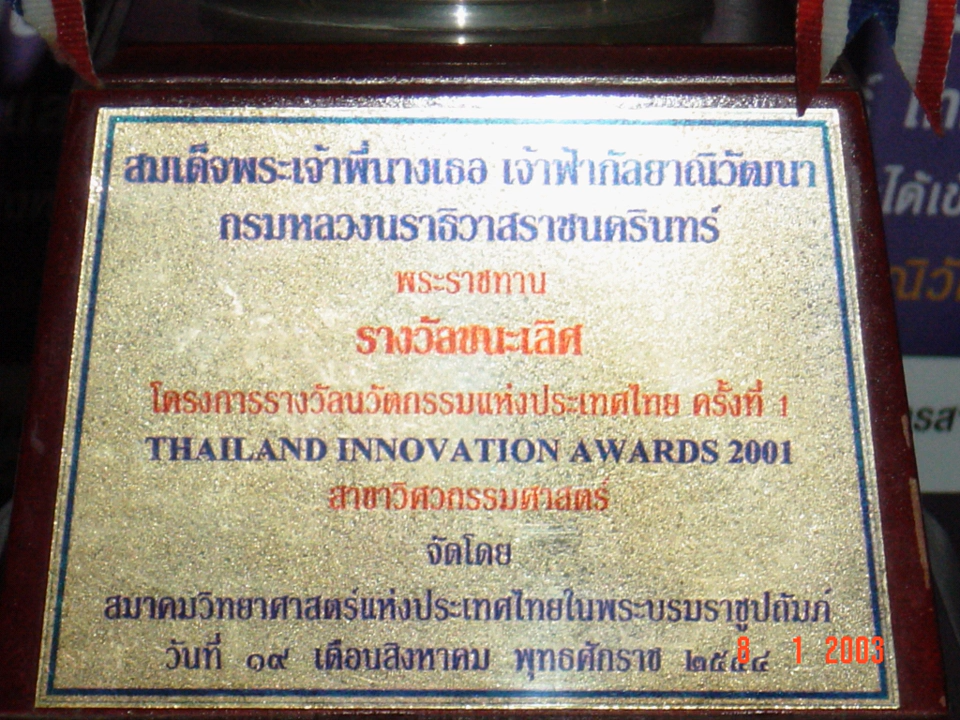 สมเด็จพระเจ้าพี่นางเธอ เจ้าฟ้ากัลยาณิวัฒนา
กรมหลวงนราธิวาสราชนครินทร์
พระราชทาน
รางวัลชนะเลิศ
โครงการรางวัลนวัตกรรมแห่งประเทศไทย ครั้งที่ 1
THAILAND INNOVATION AWARDS 2001
สาขาวิศวกรรมศาสตร์
จัดโดย
สมาคมวิทยาศาสตร์แห่งประเทศไทยในพระบรมราชูปถัมภ์
วันที่ ๑๙ เดือนสิงหาคม พุทธศักราช ๒๕๔๔
8 1 2003